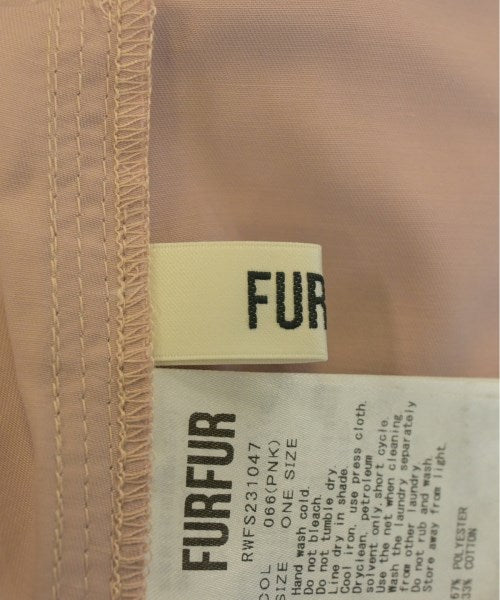 FUR
FURFUR
RWFS231047
COL 066(PNK)
SIZE ONE SIZE
Hand wash cold.
Do not bleach.
Do not tumble dry.
Line dry in shade.
Cool iron, use press cloth.
Dryclean, petroleum
solvent only,short cycle.
Use the net when cleaning
Wash the laundry separately
from other laundry.
Do not rub and wash.
Store away from light.
67% POLYESTER
33% COTTON